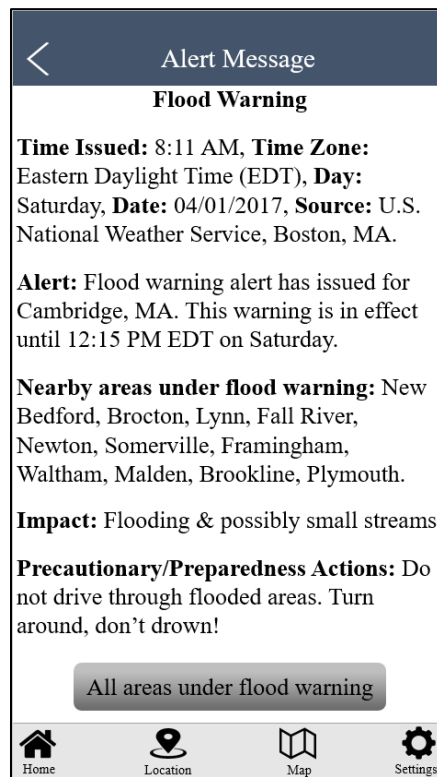 Alert Message
Flood Warning
Time Issued: 8:11 AM, Time Zone:
Eastern Daylight Time (EDT), Day:
Saturday, Date: 04/01/2017, Source: U.S.
National Weather Service, Boston, MA.
Alert: Flood warning alert has issued for
Cambridge, MA. This warning is in effect
until 12:15 PM EDT on Saturday.
Nearby areas under flood warning: New
Bedford, Brocton, Lynn, Fall River,
Newton, Somerville, Framingham,
Waltham, Malden, Brookline, Plymouth.
Impact: Flooding & possibly small streams
Precautionary/Preparedness Actions: Do
not drive through flooded areas. Turn
around, don’t drown!
All areas under flood warning
Home Location Map Settings